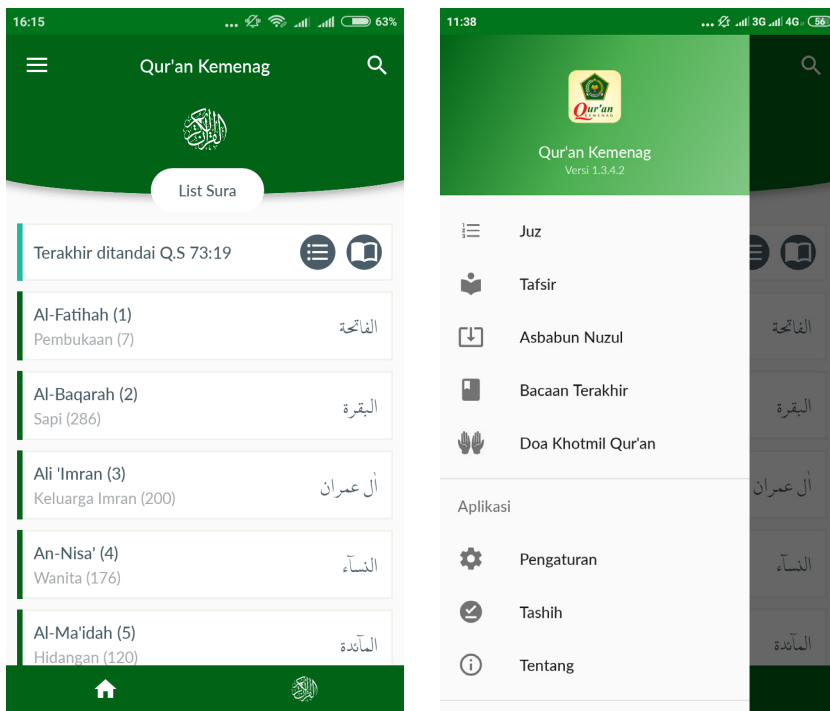 16:15
63%
Qur'an Kemenag
List Sura
Terakhir ditandai Q.S 73:19
Al-Fatihah (1)
Pembukaan (7)
الفاتحة
Al-Baqarah (2)
Sapi (286)
البقرة
Ali 'Imran (3)
Keluarga Imran (200)
اٰل عمران
An-Nisa' (4)
Wanita (176)
النسآء
Al-Ma'idah (5)
Hidangan (120)
المآئدة
11:38
3G 4G 56
Qur'an
KEMENAG
Qur'an Kemenag
Versi 1.3.4.2
Juz
Tafsir
Asbabun Nuzul
Bacaan Terakhir
Doa Khotmil Qur'an
Aplikasi
Pengaturan
Tashih
Tentang
الفاتحة
البقرة
اٰل عمران
النسآء
المآئدة